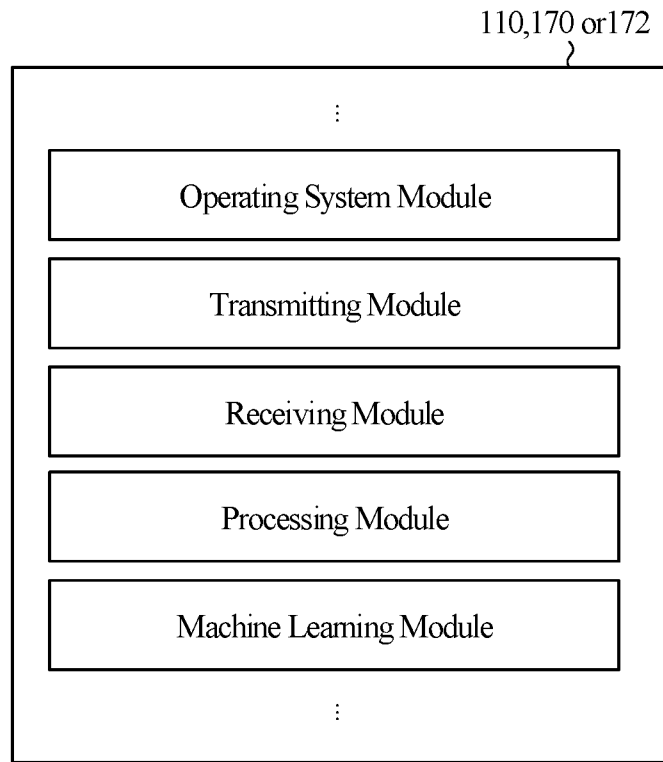 110,170 or172
⋮
Operating System Module
Transmitting Module
Receiving Module
Processing Module
Machine Learning Module
⋮